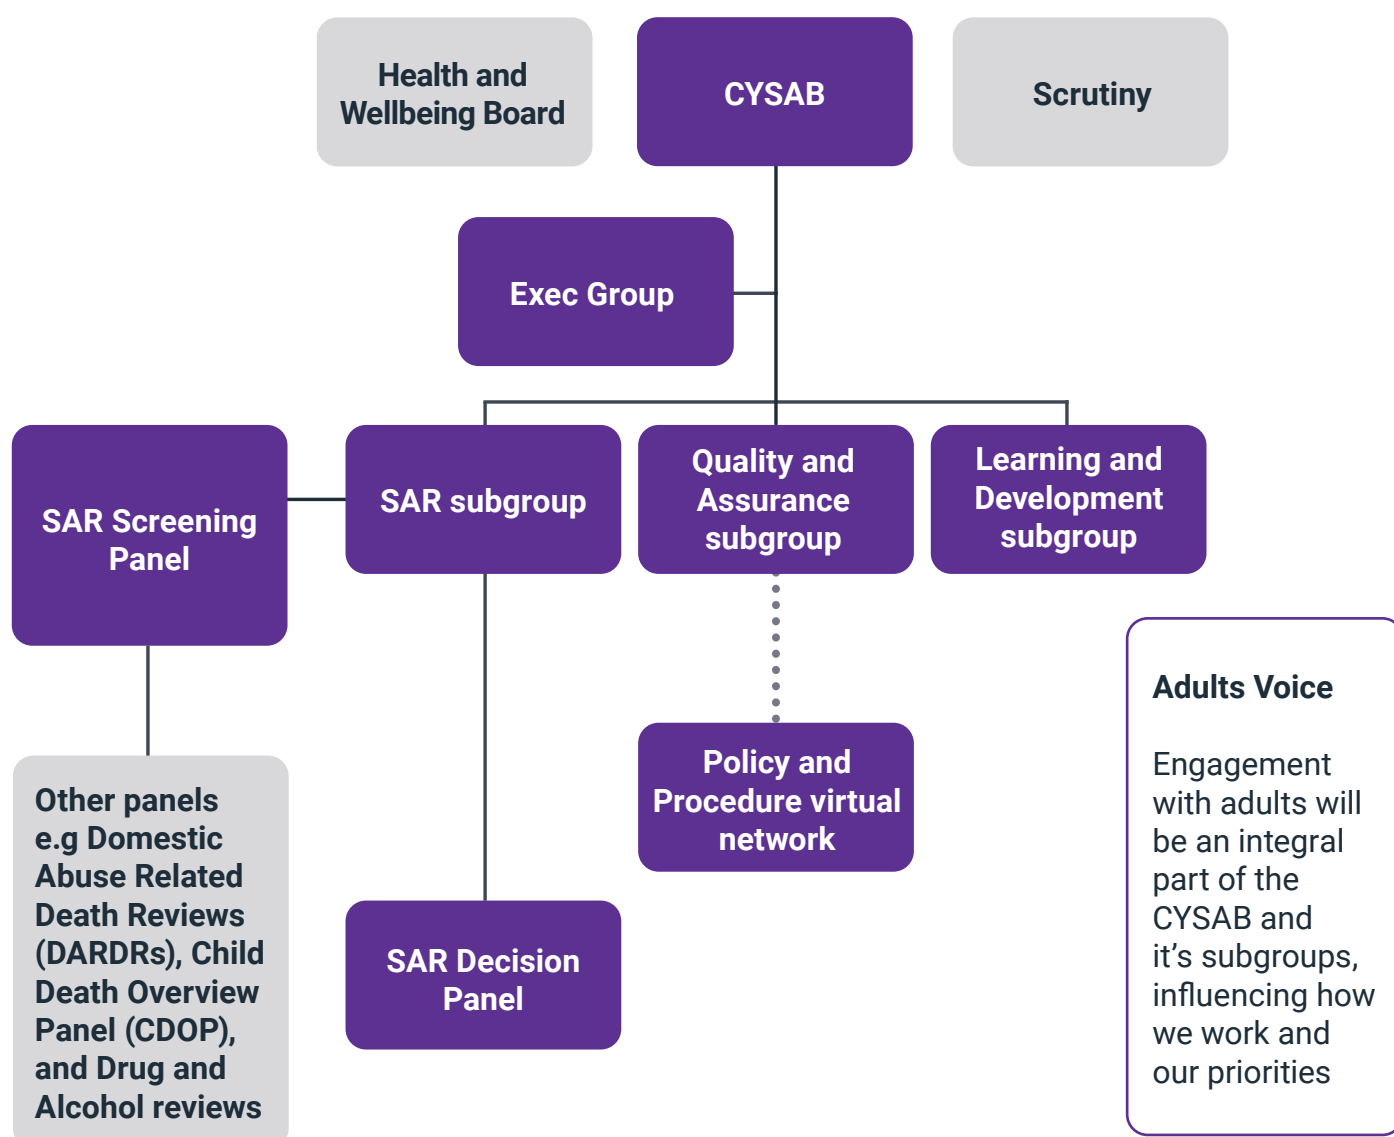 Health and
Wellbeing Board
CYSAB
Scrutiny
Exec Group
SAR Screening
Panel
SAR subgroup
Quality and
Assurance
subgroup
Learning and
Development
subgroup
Other panels
e.g Domestic
Abuse Related
Death Reviews
(DARDRs), Child
Death Overview
Panel (CDOP),
and Drug and
Alcohol reviews
SAR Decision
Panel
Policy and
Procedure virtual
network
Adults Voice
Engagement
with adults will
be an integral
part of the
CYSAB and
it’s subgroups,
influencing how
we work and
our priorities